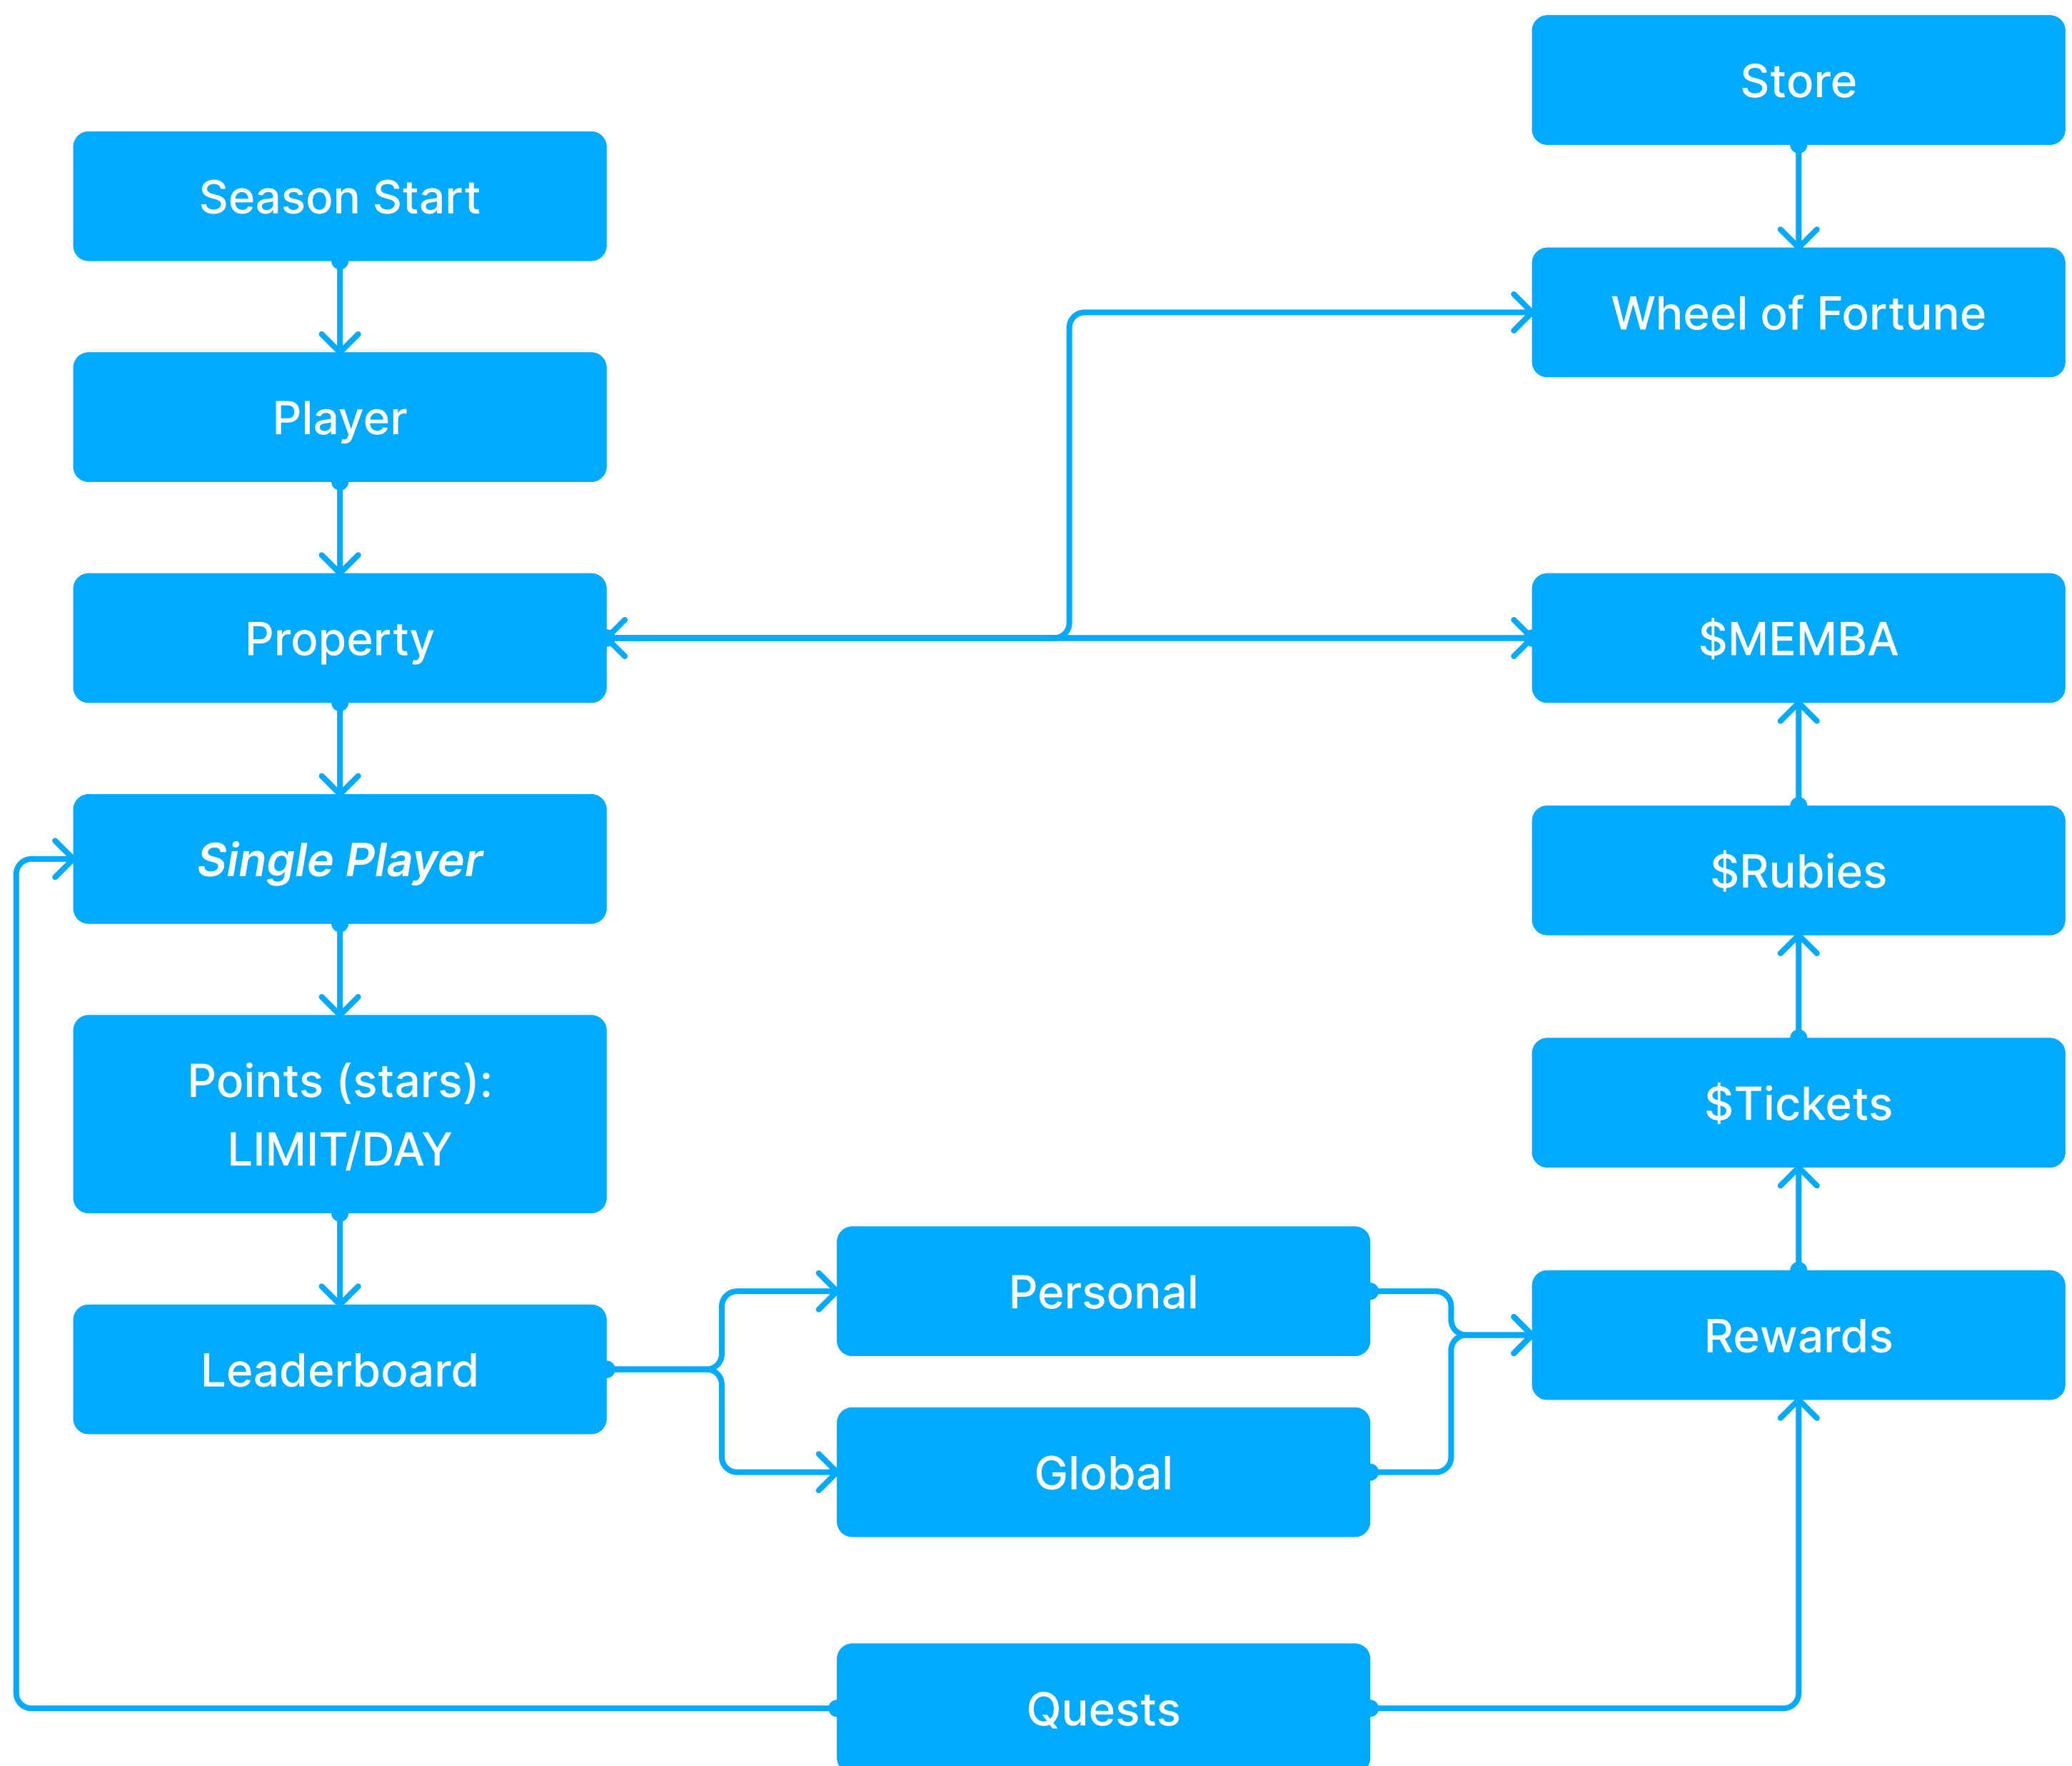 Store
Season Start
Wheel of Fortune
Player
Property
$MEMBA
Single Player
$Rubies
Points (stars):
LIMIT/DAY
$Tickets
Personal
Rewards
Leaderboard
Global
Quests